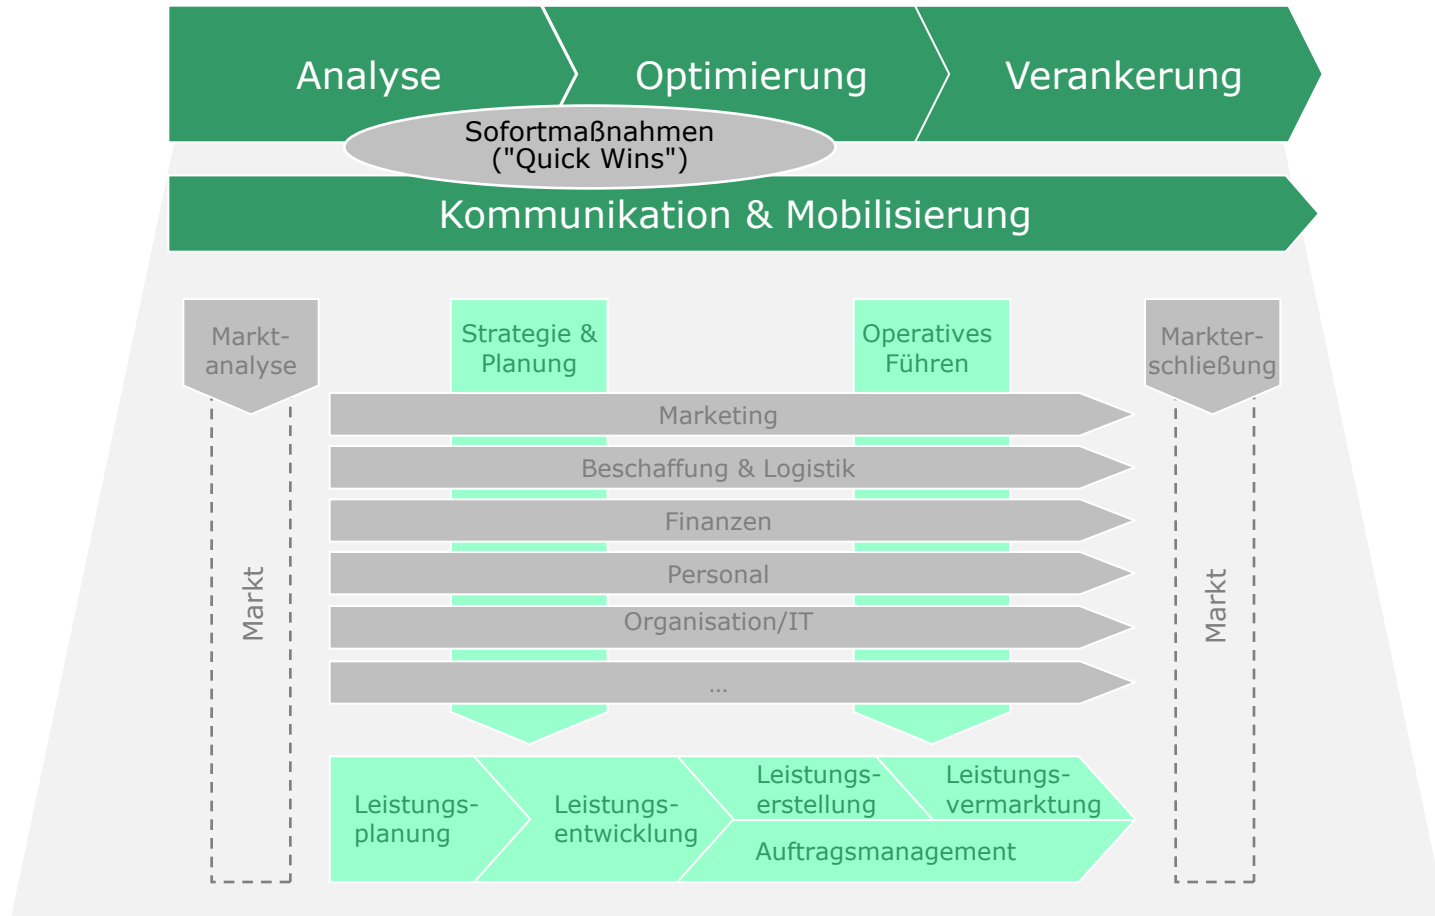 Analyse
Optimierung
Verankerung
Sofortmaßnahmen
("Quick Wins")
Kommunikation & Mobilisierung
Markt-
analyse
Strategie &
Planung
Operatives
Führen
Markter-
schließung
Marketing
Beschaffung & Logistik
Finanzen
Personal
Organisation/IT
...
Markt
Markt
Leistungs-
planung
Leistungs-
entwicklung
Leistungs-
erstellung
Leistungs-
vermarktung
Auftragsmanagement